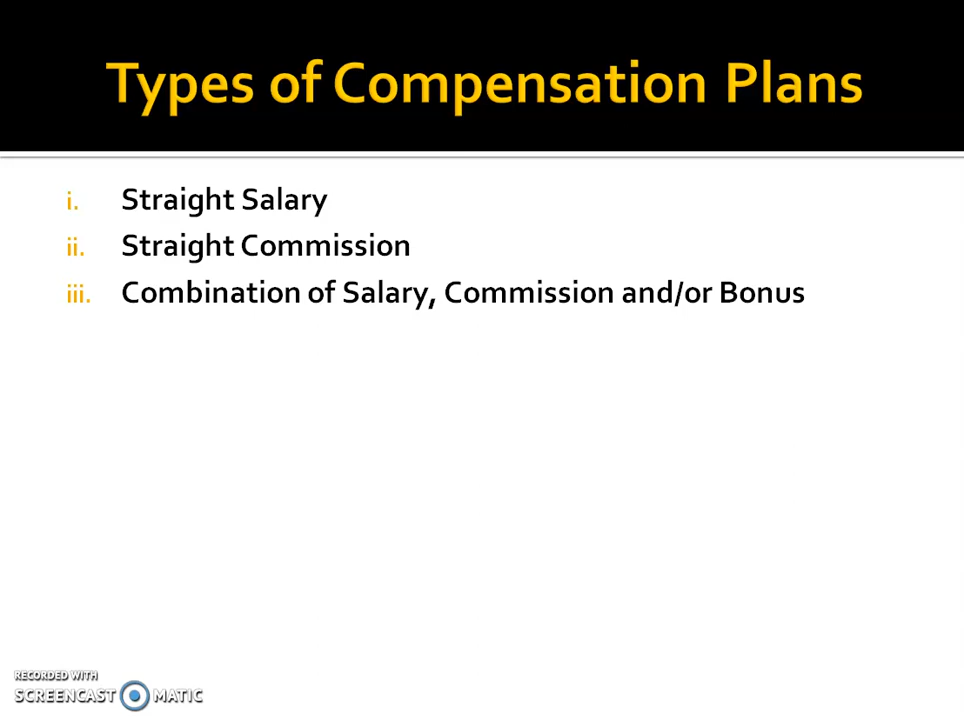 Types of Compensation Plans
i. Straight Salary
ii. Straight Commission
iii. Combination of Salary, Commission and/or Bonus
RECORDED WITH
SCREENCAST MATIC